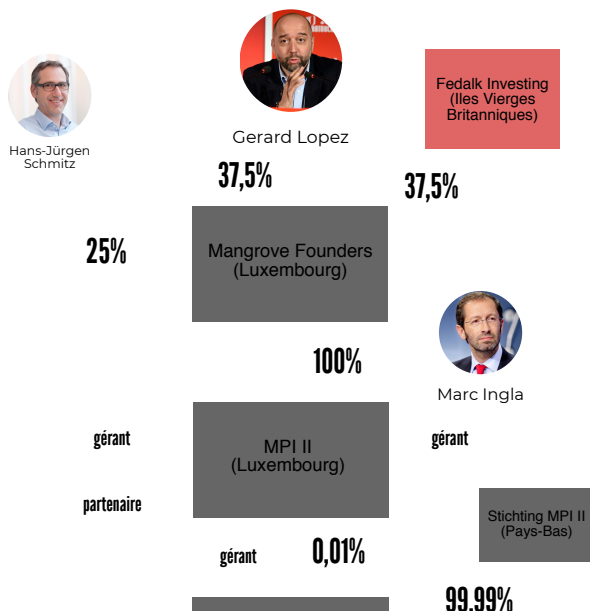 Gerard Lopez
Hans-Jürgen
Schmitz
Fedalk Investing
(Iles Vierges
Britanniques)
37,5%
37,5%
25%
Mangrove Founders
(Luxembourg)
100%
Marc Ingla
gérant
MPI II
(Luxembourg)
gérant
partenaire
Stichting MPI II
(Pays-Bas)
gérant
0,01%
99,99%